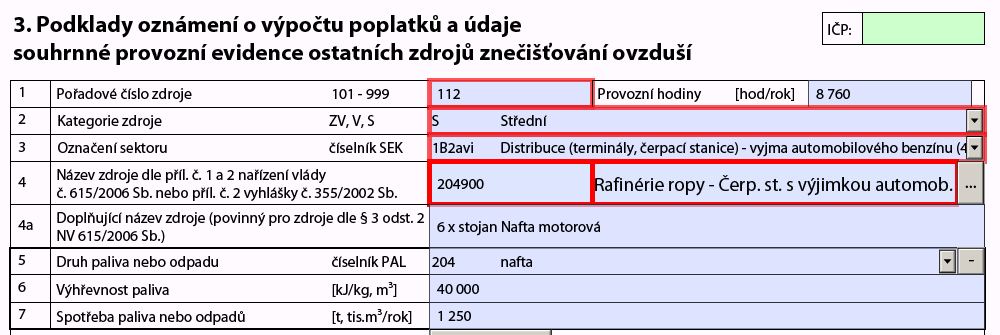 3. Podklady oznámení o výpočtu poplatků a údaje
souhrnné provozní evidence ostatních zdrojů znečišťování ovzduší
IČP:
1 Pořadové číslo zdroje 101 - 999 112 Provozní hodiny [hod/rok] 8 760
2 Kategorie zdroje ZV, V, S S Střední
3 Označení sektoru číselník SEK 1B2avi Distribuce (terminály, čerpací stanice) - vyjma automobilového benzínu (4
4 Název zdroje dle příl. č. 1 a 2 nařízení vlády
č. 615/2006 Sb. nebo příl. č. 2 vyhlášky č. 355/2002 Sb. 204900 Rafinérie ropy - Čerp. st. s výjimkou automob. ...
4a Doplňující název zdroje (povinný pro zdroje dle § 3 odst. 2
NV 615/2006 Sb.) 6 x stojan Nafta motorová
5 Druh paliva nebo odpadu číselník PAL 204 nafta -
6 Výhřevnost paliva [kJ/kg, m³] 40 000
7 Spotřeba paliva nebo odpadů [t, tis.m³/rok] 1 250